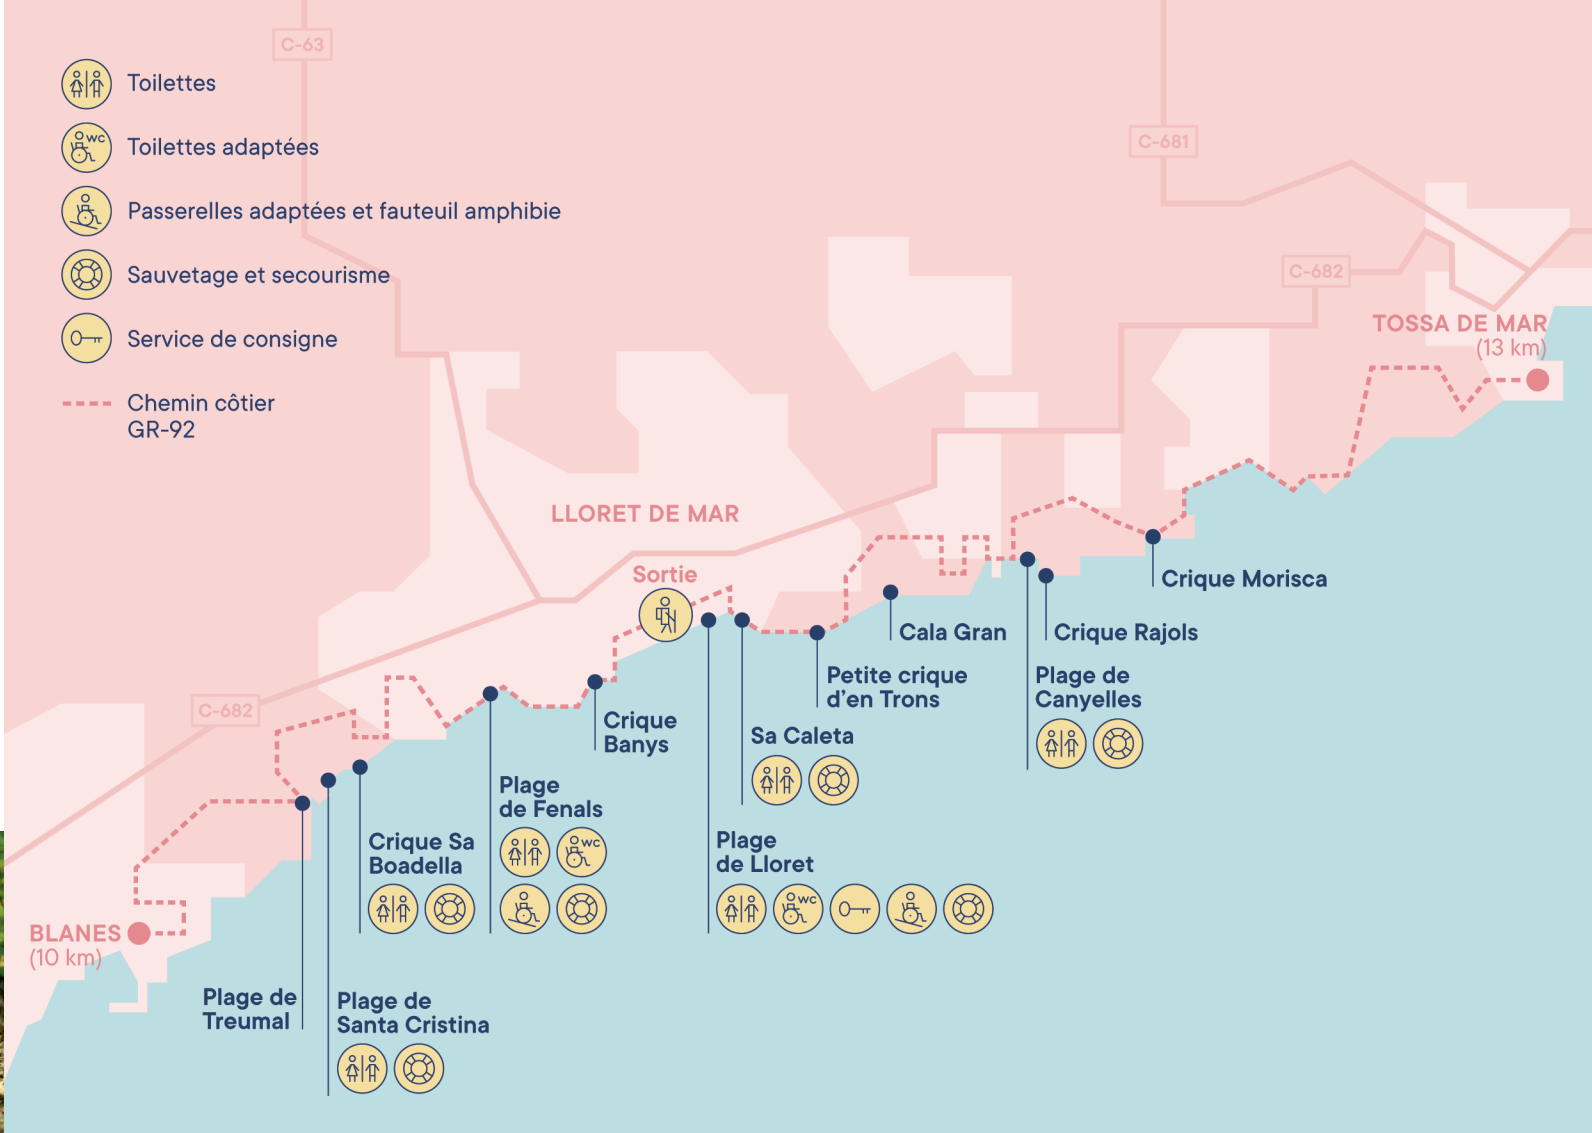 C-63
C-681
C-682
C-682
Toilettes
WC
Toilettes adaptées
Passerelles adaptées et fauteuil amphibie
Sauvetage et secourisme
Service de consigne
Chemin côtier
GR-92
TOSSA DE MAR
(13 km)
LLORET DE MAR
Sortie
Crique Morisca
Cala Gran
Crique Rajols
Petite crique
d'en Trons
Plage de
Canyelles
Crique
Banys
Sa Caleta
Plage
de Fenals
WC
Plage
de Lloret
WC
Crique Sa
Boadella
BLANES
(10 km)
Plage de
Treumal
Plage de
Santa Cristina